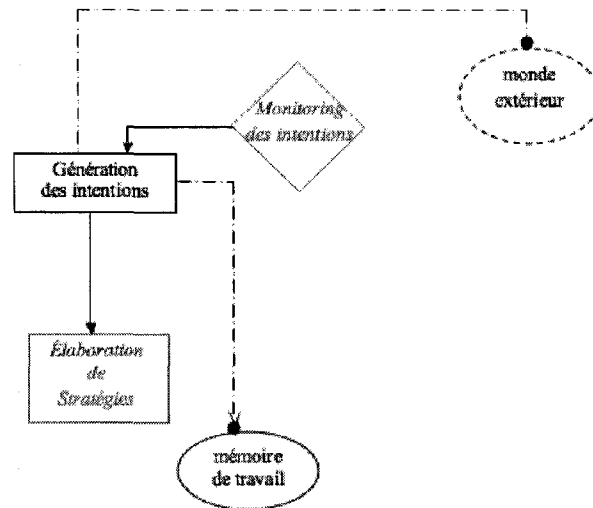 monde
extérieur
Monitoring
des intentions
Génération
des intentions
Élaboration
de
Stratégies
mémoire
de travail